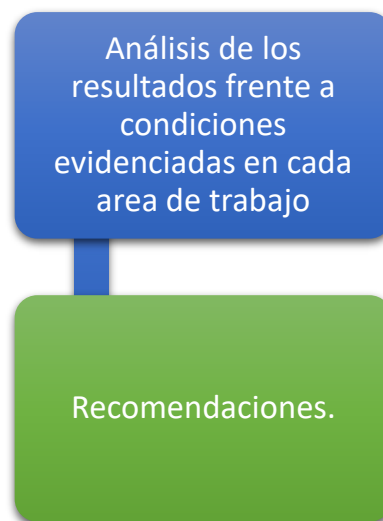 Análisis de los
resultados frente a
condiciones
evidenciadas en cada
area de trabajo
Recomendaciones.